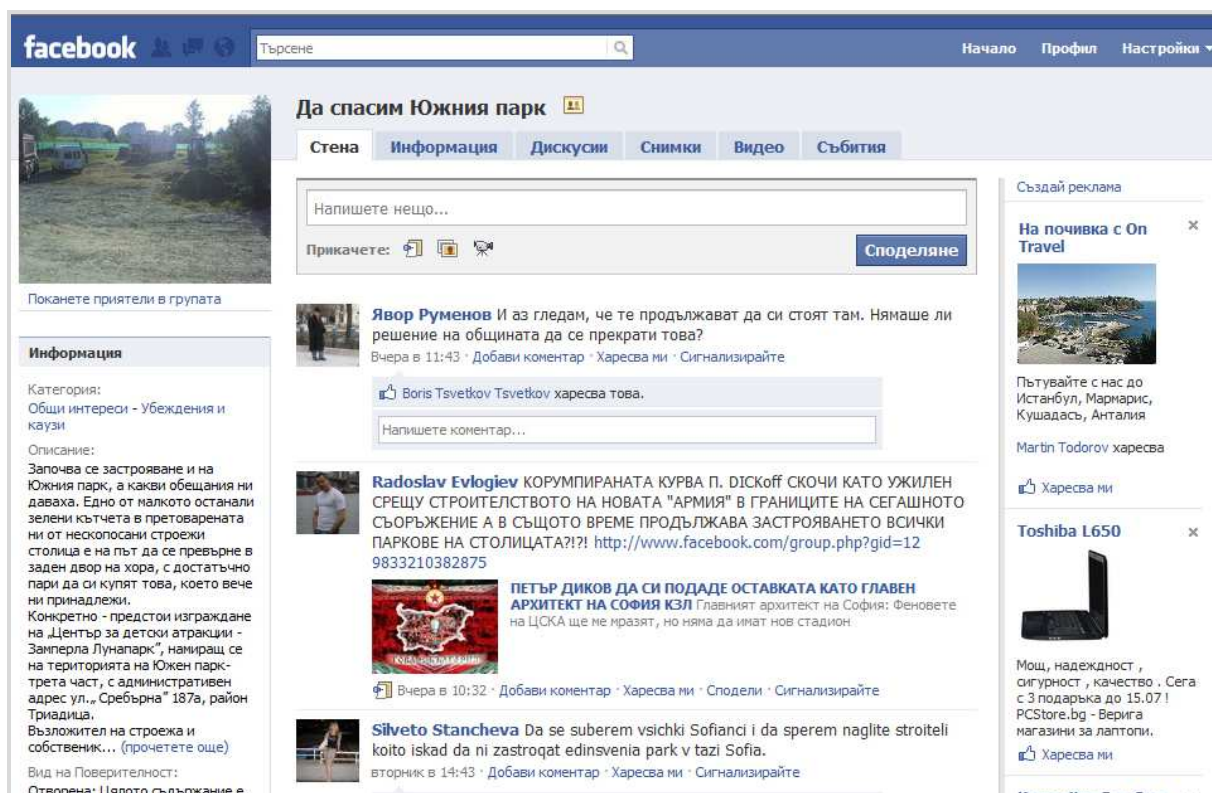 facebook
Търсене
Начало Профил Настройки
Да спасим Южния парк
Стена Информация Дискусии Снимки Видео Събития
Напишете нещо...
Прикачете:
Споделяне
Поканете приятели в групата
Информация
Категория:
Общи интереси - Убеждения и
каузи
Описание:
Започва се застрояване и на
Южния парк, а какви обещания ни
даваха. Едно от малкото останали
зелени кътчета в претоварената
ни от нескопосани строежи
столица е на път да се превърне в
заден двор на хора, с достатъчно
пари да си купят това, което вече
ни принадлежи.
Конкретно - предстои изграждане
на „Център за детски атракции -
Замперла Лунапарк", намиращ се
на територията на Южен парк-
трета част, с административен
адрес ул.„ Сребърна" 187а, район
Триадица.
Възложител на строежа и
собственик... (прочетете още)
Вид на Поверителност:
Отворена: Цялото съдържание е
Явор Руменов И аз гледам, че те продължават да си стоят там. Нямаше ли
решение на общината да се прекрати това?
Вчера в 11:43 · Добави коментар · Харесва ми · Сигнализирайте
Boris Tsvetkov Tsvetkov харесва това.
Напишете коментар...
Radoslav Evlogiev КОРУМПИРАНАТА КУРВА П. DICKoff СКОЧИ КАТО УЖИЛЕН
СРЕЩУ СТРОИТЕЛСТВОТО НА НОВАТА "АРМИЯ" В ГРАНИЦИТЕ НА СЕГАШНОТО
СЪОРЪЖЕНИЕ А В СЪЩОТО ВРЕМЕ ПРОДЪЛЖАВА ЗАСТРОЯВАНЕТО ВСИЧКИ
ПАРКОВЕ НА СТОЛИЦАТА?!?! http://www.facebook.com/group.php?gid=12
9833210382875
ПЕТЪР ДИКОВ ДА СИ ПОДАДЕ ОСТАВКАТА КАТО ГЛАВЕН
АРХИТЕКТ НА СОФИЯ КЗЛ Главният архитект на София: Феновете
на ЦСКА ще ме мразят, но няма да имат нов
стадион
Вчера в 10:32 · Добави коментар · Харесва ми · Сподели · Сигнализирайте
Silveto Stancheva Da se suberem vsichki Sofianci i da sperem naglite stroiteli
koito iskad da ni zastroqat edinsvenia park v tazi Sofia.
вторник в 14:43 · Добави коментар · Харесва ми · Сигнализирайте
Създай реклама
На почивка с On
Travel
Пътувайте с нас до
Истанбул, Мармарис,
Кушадасъ, Анталия
Martin Todorov харесва
Харесва ми
Toshiba L650
Мощ, надеждност ,
сигурност , качество . Сега
с 3 подаръка до 15.07 !
PCStore.bg - Верига
магазини за лаптопи.
Харесва ми